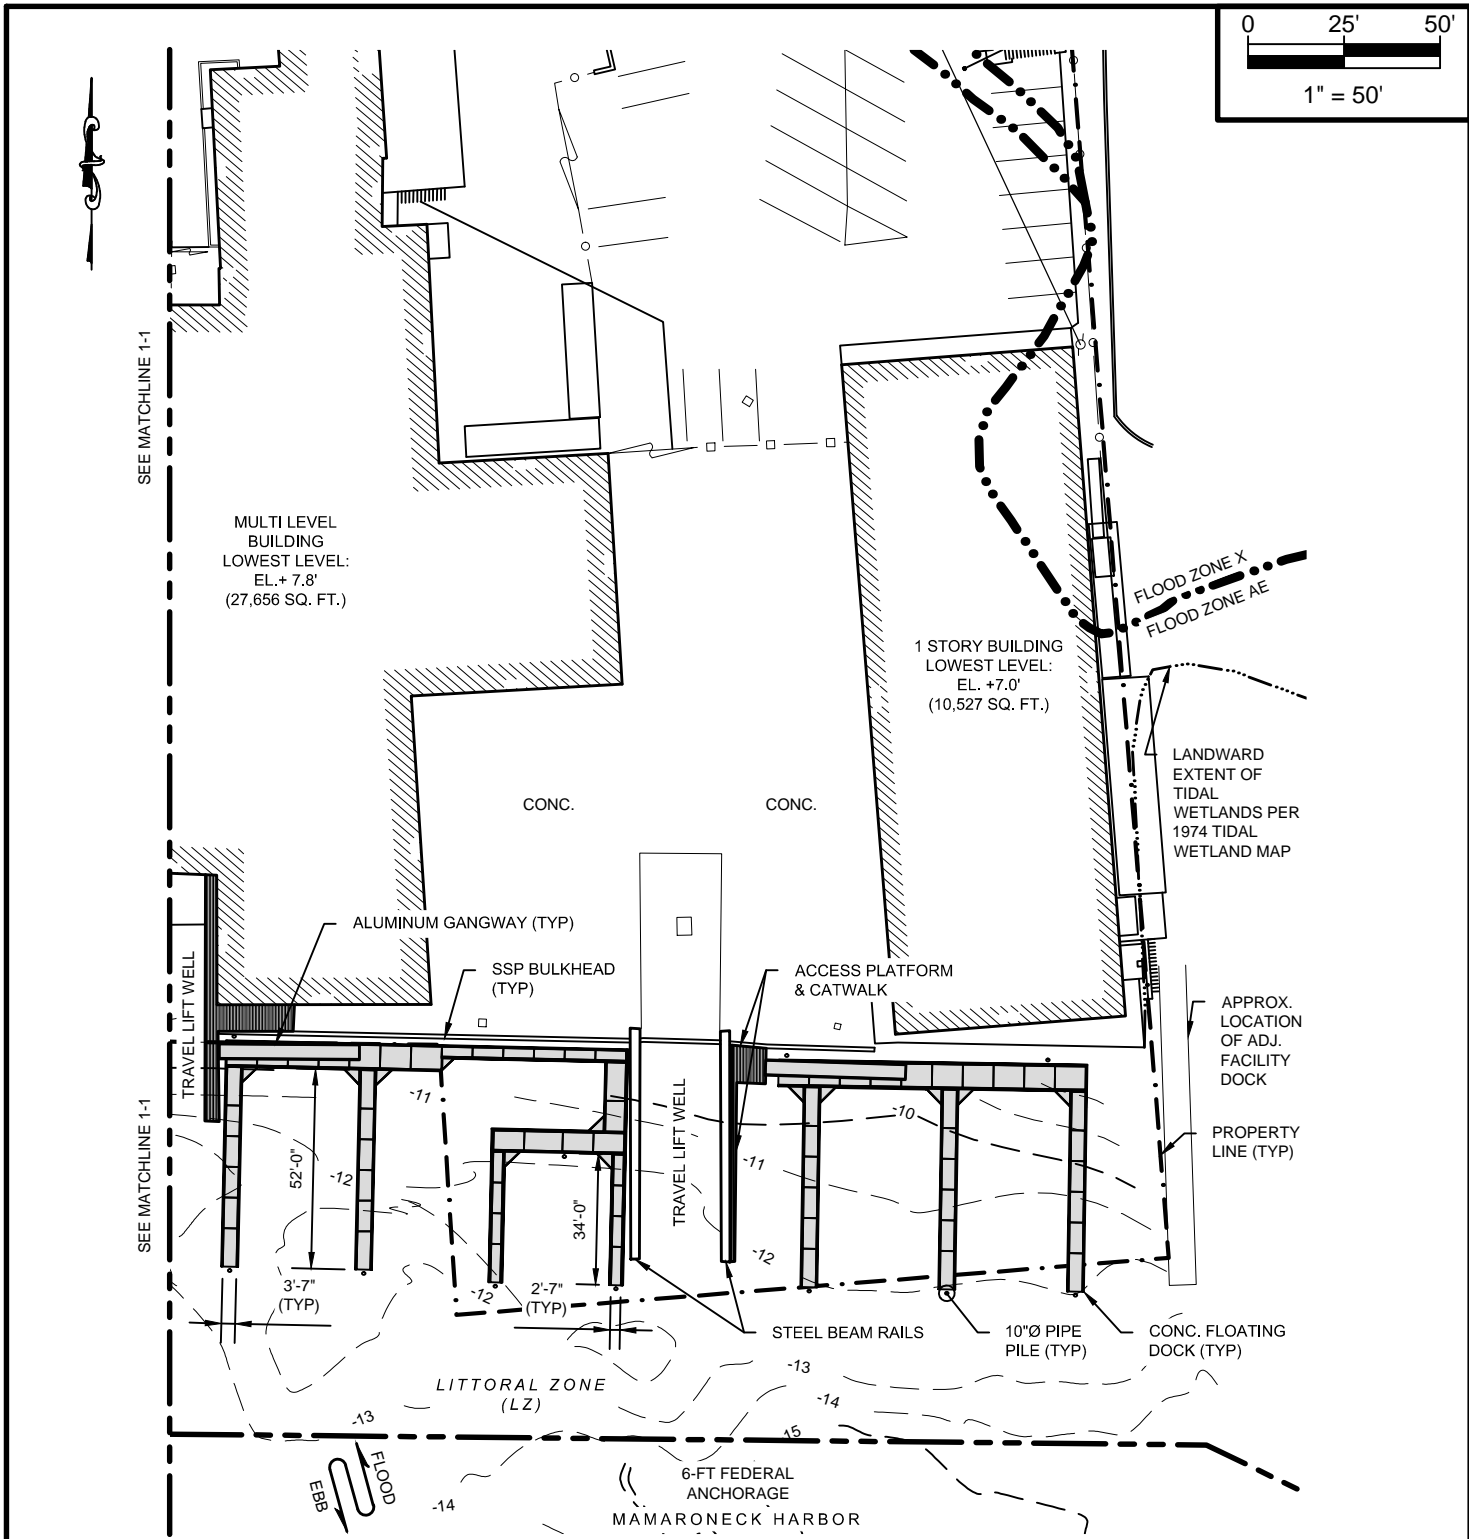 0 25' 50'
1" = 50'
SEE MATCHLINE 1-1
MULTI LEVEL
BUILDING
LOWEST LEVEL:
EL.+ 7.8'
(27,656 SQ. FT.)
FLOOD ZONE X
FLOOD ZONE AE
1 STORY BUILDING
LOWEST LEVEL:
EL. +7.0'
(10,527 SQ. FT.)
LANDWARD
EXTENT OF
TIDAL
WETLANDS PER
1974 TIDAL
WETLAND MAP
CONC.
CONC.
ALUMINUM GANGWAY (TYP)
SSP BULKHEAD
(TYP)
ACCESS PLATFORM
& CATWALK
TRAVEL LIFT WELL
APPROX.
LOCATION
OF ADJ.
FACILITY
DOCK
-11
-10
PROPERTY
LINE (TYP)
SEE MATCHLINE 1-1
52'-0"
-12
TRAVEL LIFT WELL
-11
34'-0"
-12
3'-7"
(TYP)
-12
2'-7"
(TYP)
STEEL BEAM RAILS
10"Ø PIPE
PILE (TYP)
CONC. FLOATING
DOCK (TYP)
-13
LITTORAL ZONE
(LZ)
-14
-13
15
FLOOD
EBB
-14
6-FT FEDERAL
ANCHORAGE
MAMARONECK HARBOR